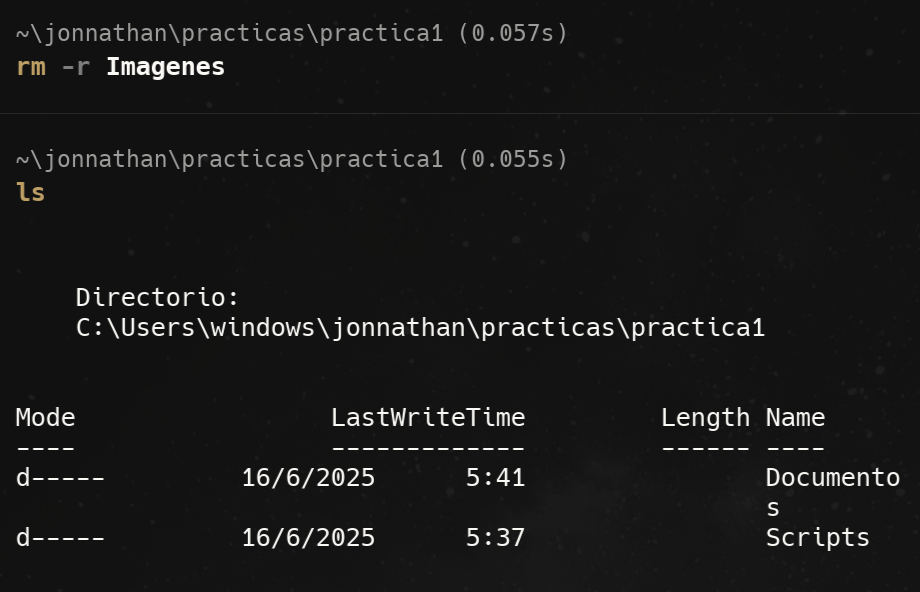 ~\jonnathan\practicas\practica1 (0.057s)
rm -r Imagenes
~\jonnathan\practicas\practica1 (0.055s)
ls
Directorio:
C:\Users\windows\jonnathan\practicas\practica1
Mode LastWriteTime Length Name
---- ------------- ------ ----
d----- 16/6/2025 5:41 Documento
s
d----- 16/6/2025 5:37 Scripts